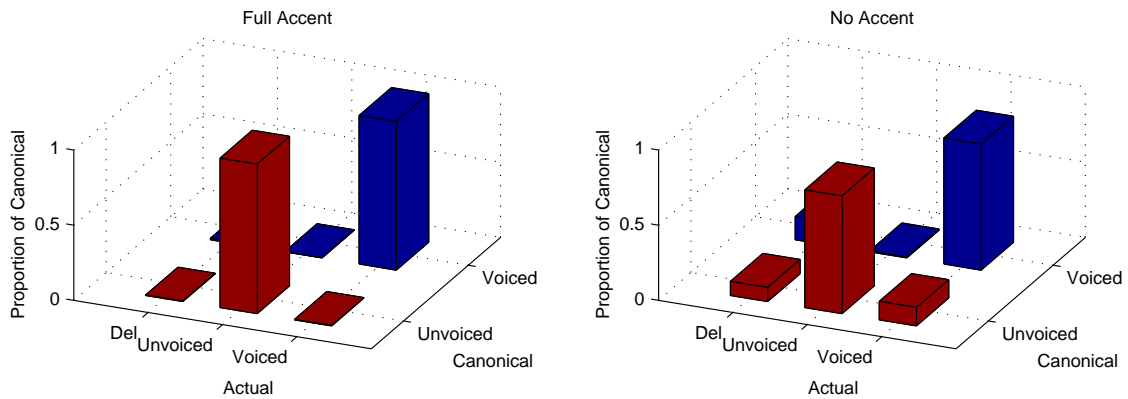 Full Accent
Proportion of Canonical
1
0.5
0
Del
Unvoiced
Voiced
Actual
Voiced
Unvoiced
Canonical
No Accent
Proportion of Canonical
1
0.5
0
Del
Unvoiced
Voiced
Actual
Voiced
Unvoiced
Canonical